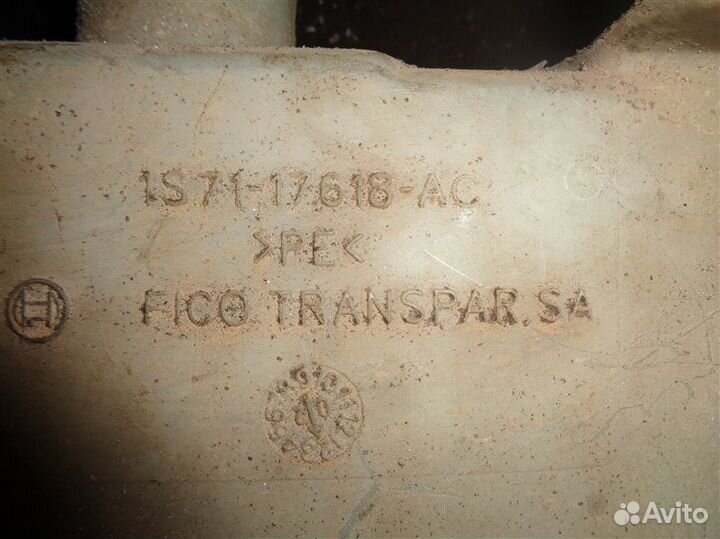 1S71-17618-AC
>PE<
FICO TRANSPAR.SA
Avito